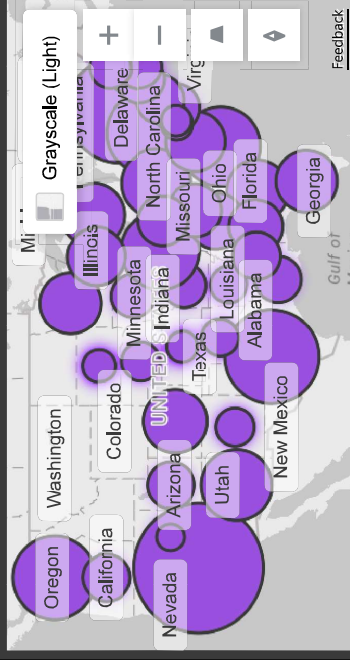 Grayscale (Light)
Feedback
Pennsylvania
Delaware
North Carolina
Virg
Mi
Illinois
Missouri
Ohio
Florida
Georgia
Minnesota
Indiana
Louisiana
Alabama
Gulf of
UNITED S
Texas
Colorado
Washington
New Mexico
Arizona
Utah
Oregon
California
Nevada